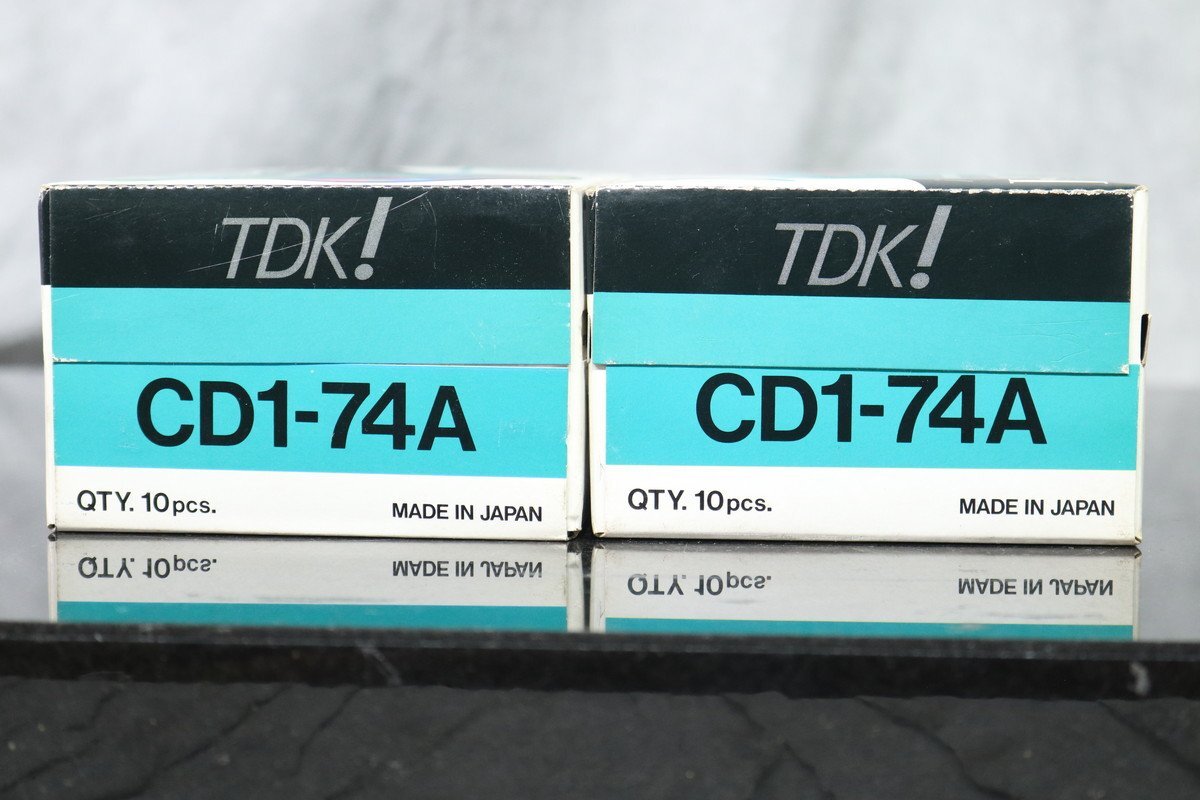 TDK!
CD1-74A
QTY. 10pcs.
MADE IN JAPAN
TDK!
CD1-74A
QTY. 10pcs.
MADE IN JAPAN